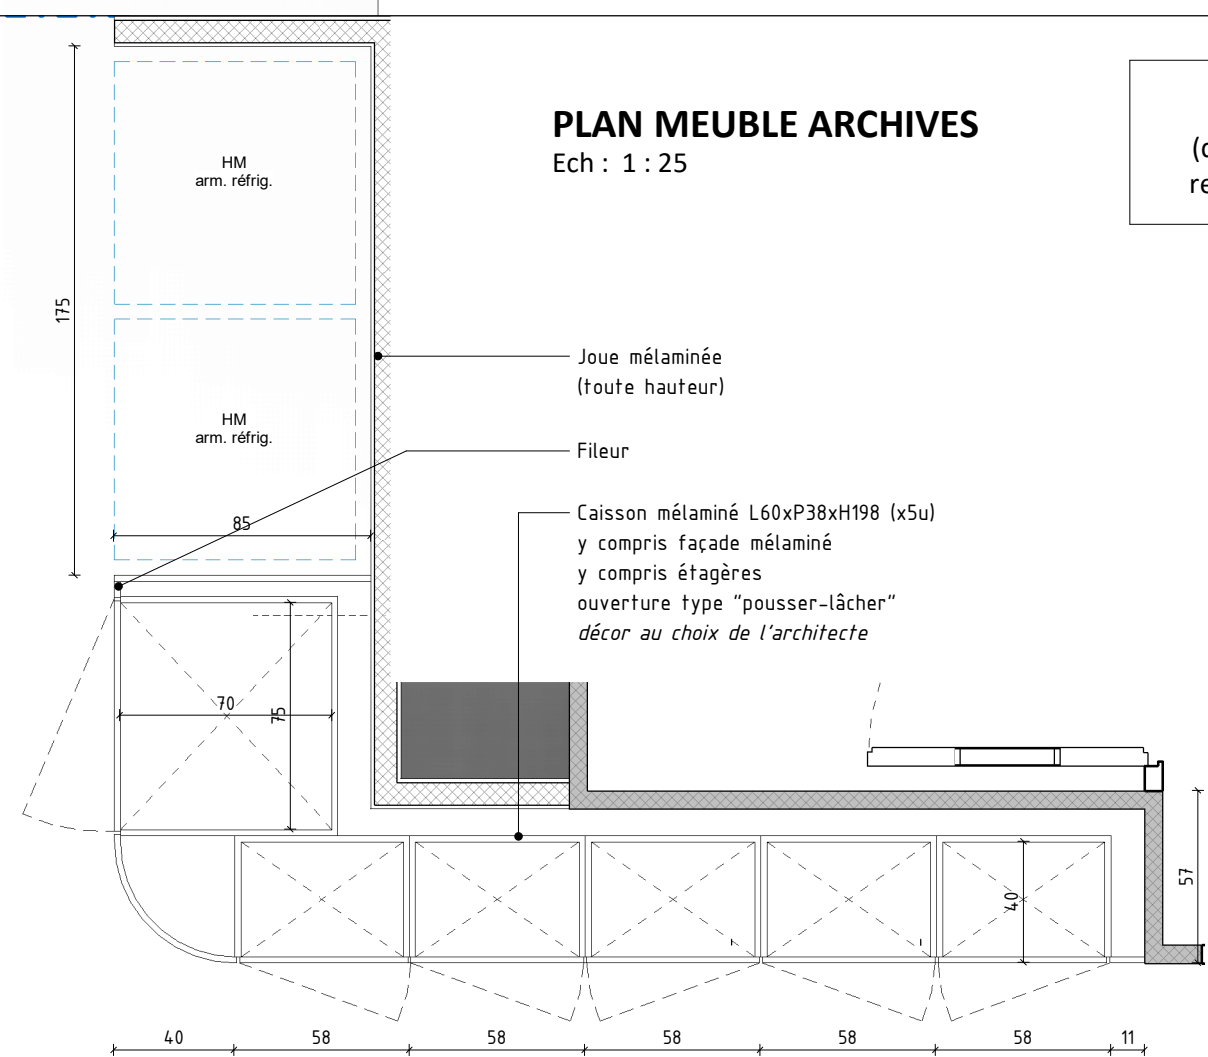 PLAN MEUBLE ARCHIVES
Ech : 1 : 25
(
re
HM
arm. réfrig.
175
Joue mélaminée
(toute hauteur)
HM
arm. réfrig.
Fileur
85
Caisson mélaminé L60xP38xH198 (x5u)
y compris façade mélaminé
y compris étagères
ouverture type "pousser-lâcher"
décor au choix de l'architecte
70
75
57
40
40
58
58
58
58
58
11